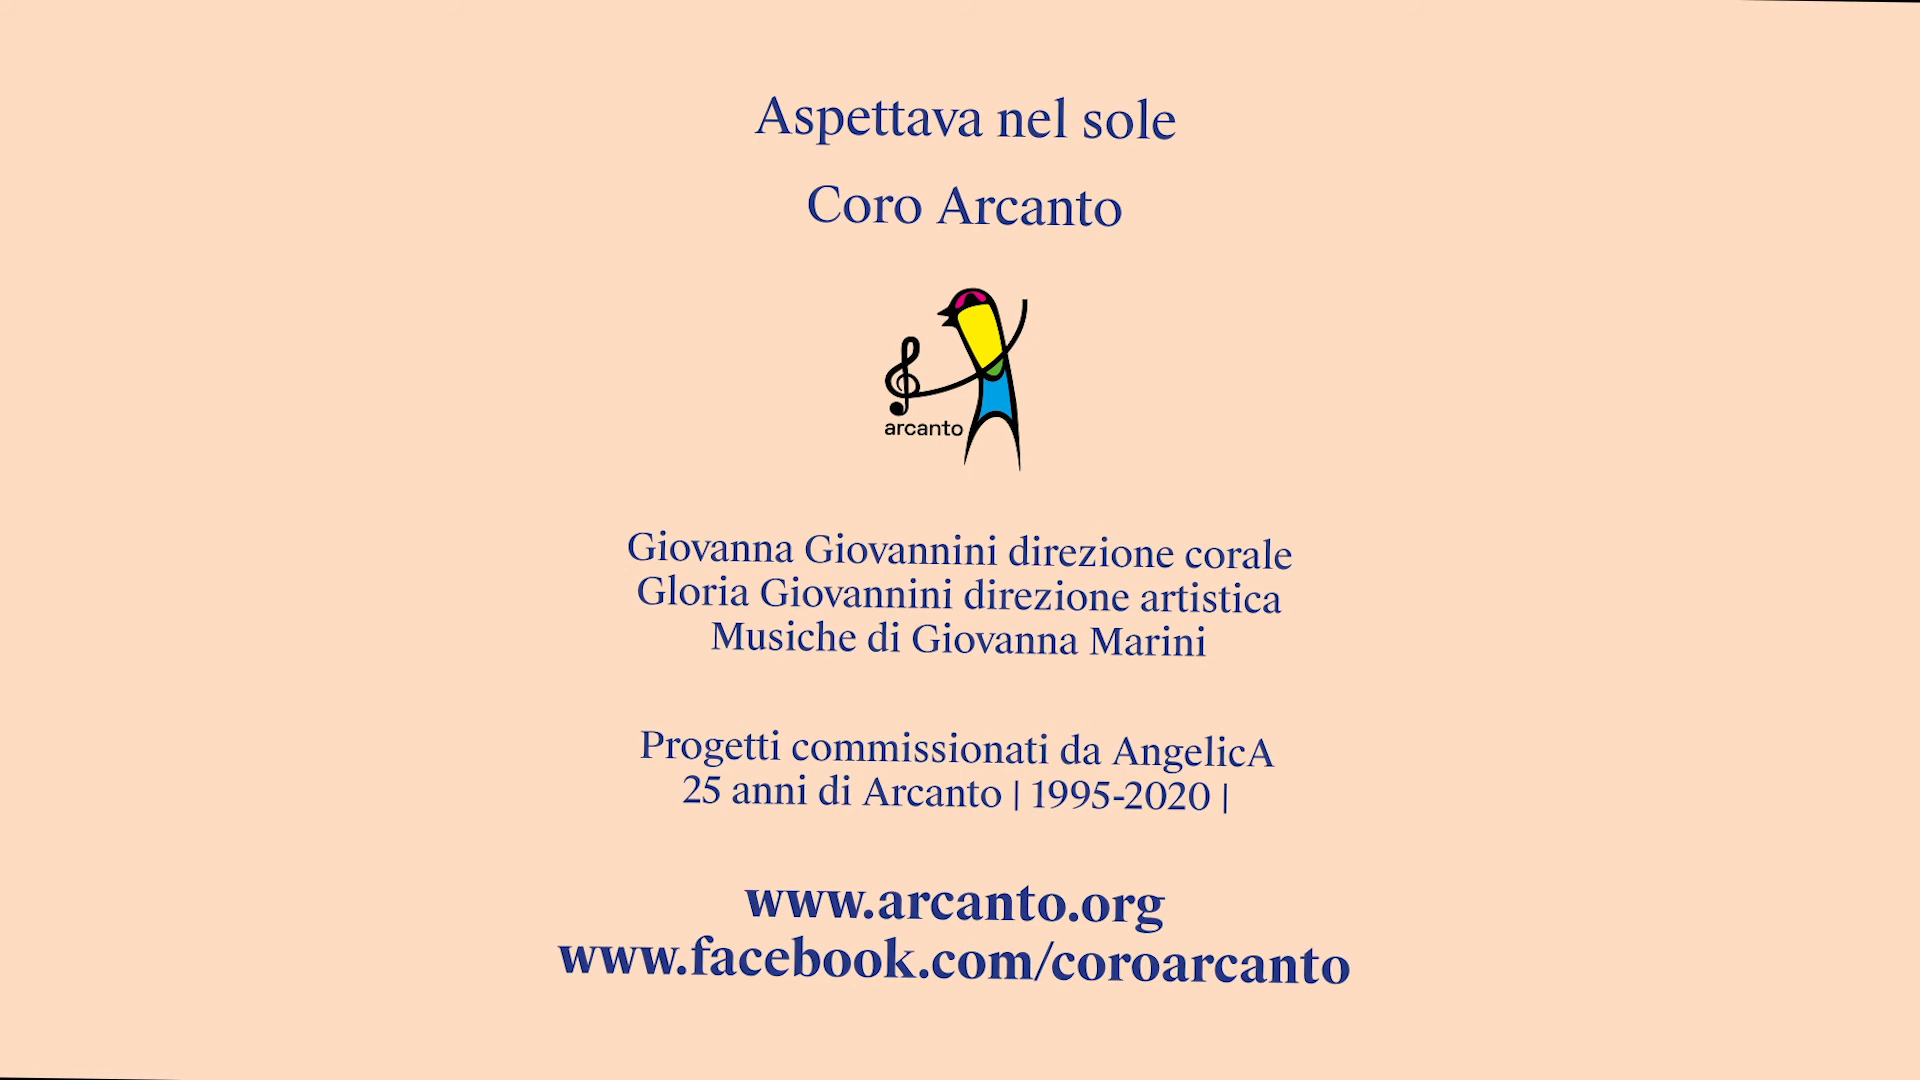 Aspettava nel sole
Coro Arcanto
arcanto
Giovanna Giovannini direzione corale
Gloria Giovannini direzione artistica
Musiche di Giovanna Marini
Progetti commissionati da AngelicA
25 anni di Arcanto | 1995-2020 |
www.arcanto.org
www.facebook.com/coroarcanto